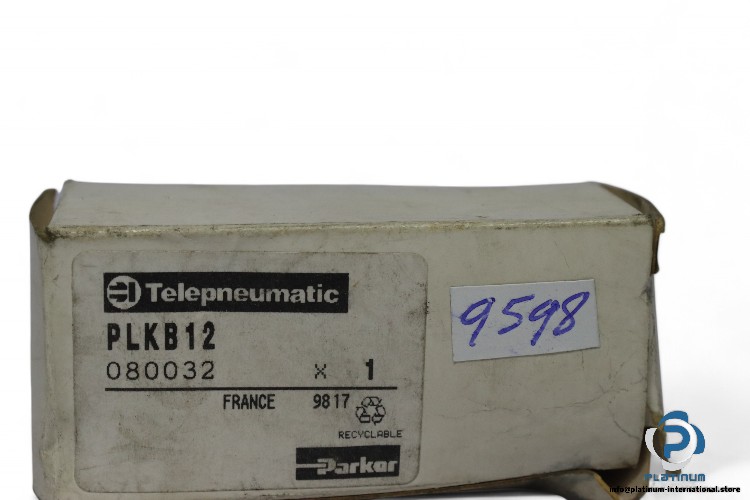 Telepneumatic
PLKB12
080032 x 1
FRANCE 9817
RECYCLABLE
Parker
9598
PLATINUM
info@platinum-international.store